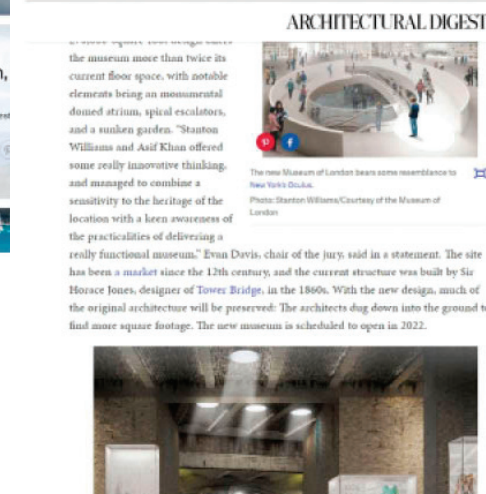 ARCHITECTURAL DIGEST
the museum more than twice its
current floor space, with notable
elements being an monumental
domed atrium, spiral escalators,
and a sunken garden. "Stanton
Williams and Asif Khan offered
some really innovative thinking,
and managed to combine a
sensitivity to the heritage of the
location with a keen awareness of
the practicalities of delivering a
The new Museum of London bears some resemblance to
New York's Oculus.
Photo: Stanton Williams/Courtesy of the Museum of
London
really functional museum," Evan Davis, chair of the jury, said in a statement. The site
has been a market since the 12th century, and the current structure was built by Sir
Horace Jones, designer of Tower Bridge, in the 1860s. With the new design, much of
the original architecture will be preserved: The architects dug down into the ground t
find more square footage. The new museum is scheduled to open in 2022.